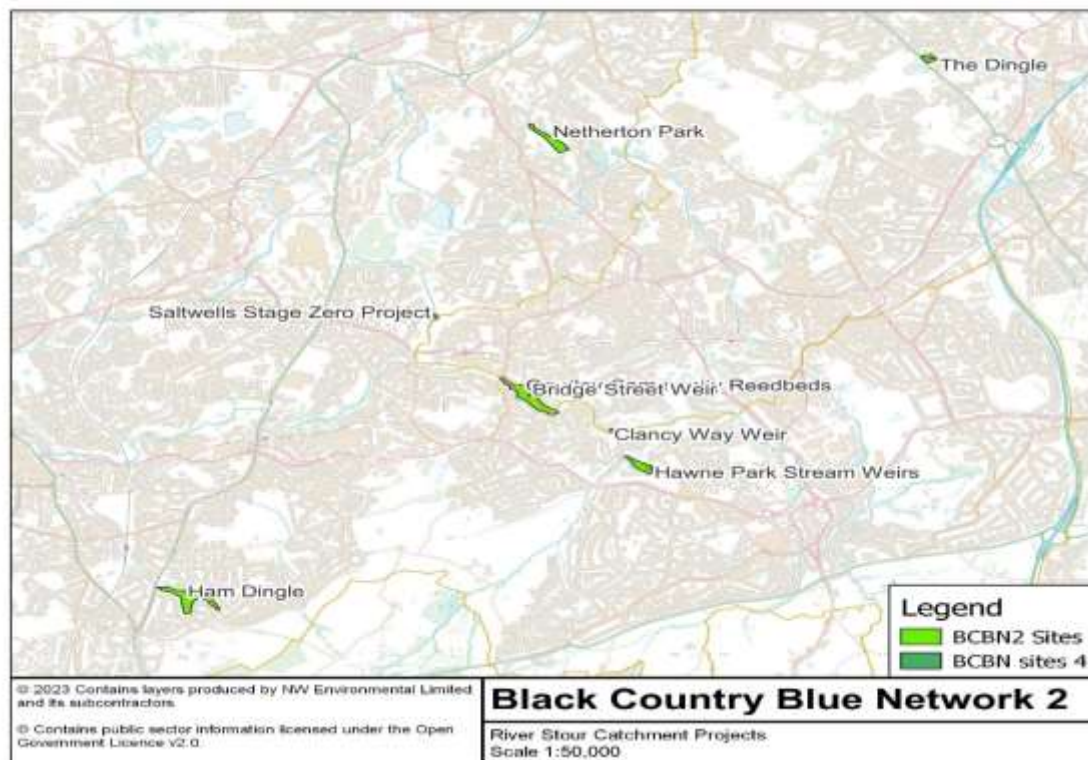 The Dingle
Netherton Park
Saltwells Stage Zero Project
Reedbeds
Bridge Street Weir
Clancy Way Weir
Hawne Park Stream Weirs
Ham Dingle
Legend
BCBN2 Sites
BCBN sites 4
© 2023 Contains layers produced by NW Environmental Limited
and its subcontractors
© Contains public sector information licensed under the Open
Government Licence v2.0.
Black Country Blue Network 2
River Stour Catchment Projects
Scale 1:50,000